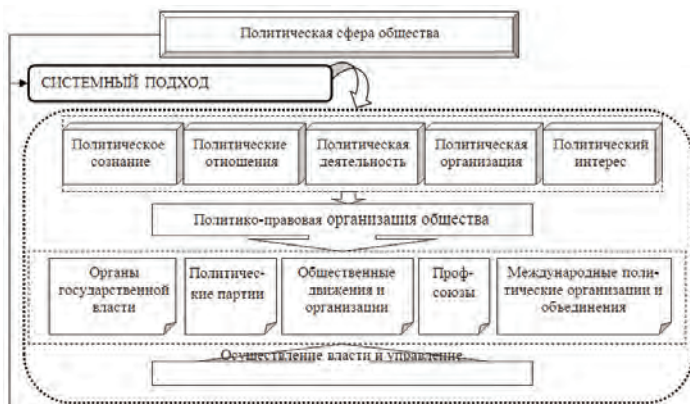 Политическая сфера общества
СИСТЕМНЫЙ ПОДХОД
Политическое
сознание
Политические
отношения
Политическая
деятельность
Политическая
организация
Политический
интерес
Политико-правовая организация общества
Органы
государственной
власти
Политичес-
кие партии
Общественные
движения и
организации
Проф-
союзы
Международные поли-
тические организации и
объединения
Осуществление власти и управление